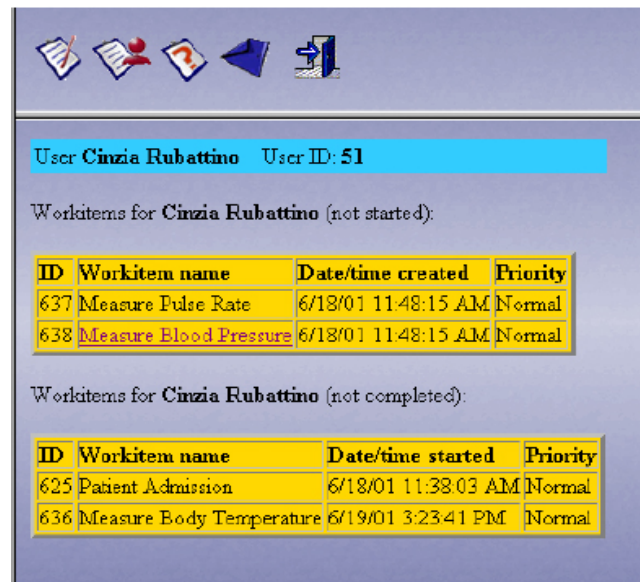 User Cinzia Rubattino User ID: 51
Workitems for Cinzia Rubattino (not started):
ID Workitem name Date/time created Priority
637 Measure Pulse Rate 6/18/01 11:48:15 AM Normal
638 Measure Blood Pressure 6/18/01 11:48:15 AM Normal
Workitems for Cinzia Rubattino (not completed):
ID Workitem name Date/time started Priority
625 Patient Admission 6/18/01 11:38:03 AM Normal
636 Measure Body Temperature 6/19/01 3:23:41 PM Normal